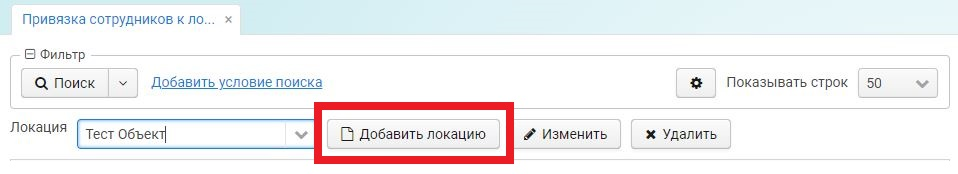 Привязка сотрудников к ло... ×
Фильтр
Поиск Добавить условие поиска Показывать строк 50
Локация Тест Объект Добавить локацию Изменить Удалить